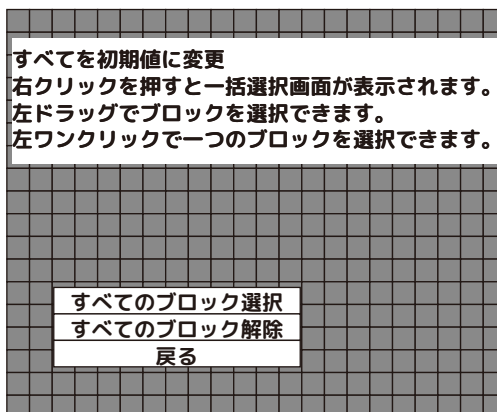 すべてを初期値に変更
右クリックを押すと一括選択画面が表示されます。
左ドラッグでブロックを選択できます。
左ワンクリックで一つのブロックを選択できます。
すべてのブロック選択
すべてのブロック解除
戻る